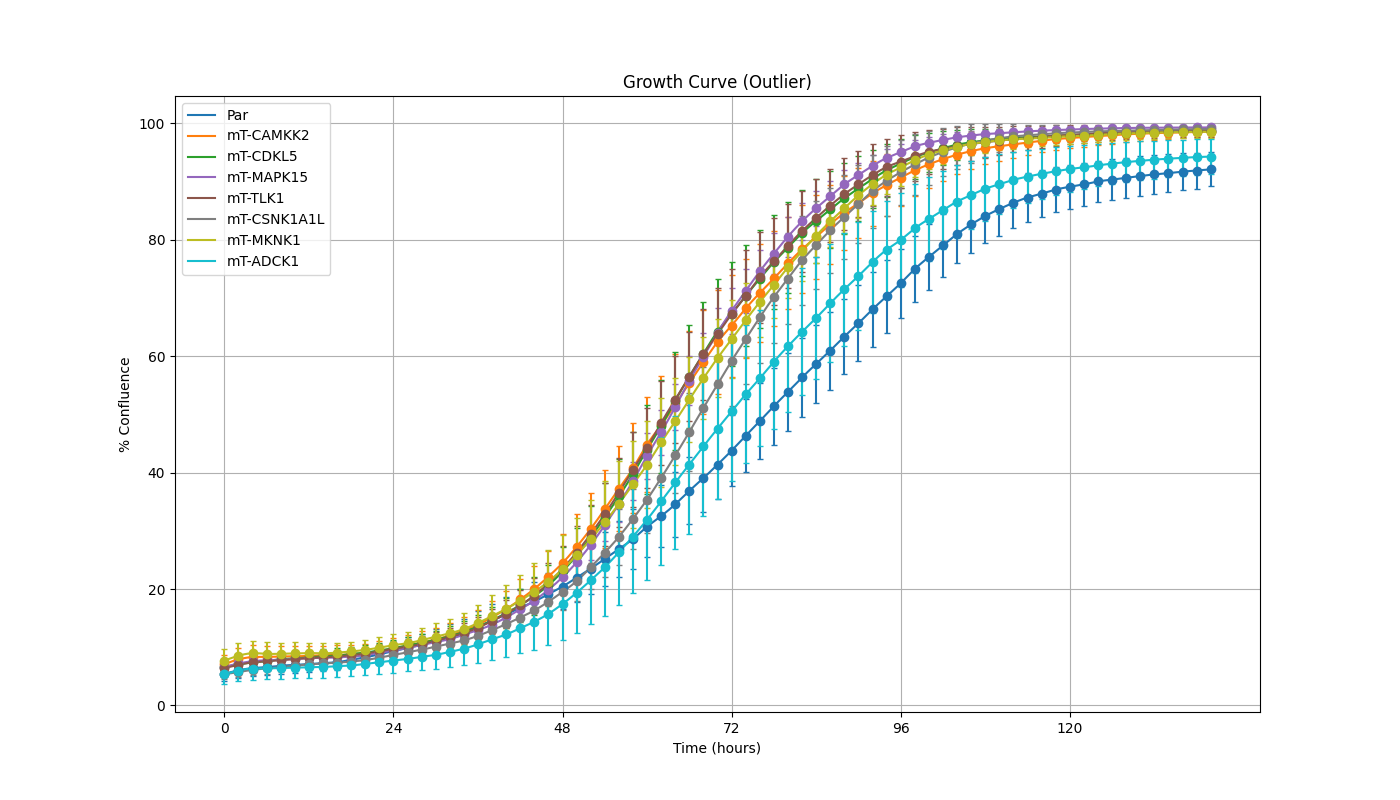 Growth Curve (Outlier)
Par
mT-CAMKK2
mT-CDKL5
mT-MAPK15
mT-TLK1
mT-CSNK1A1L
mT-MKNK1
mT-ADCK1
100
80
60
40
20
0
% Confluence
0 24 48 72 96 120
Time (hours)